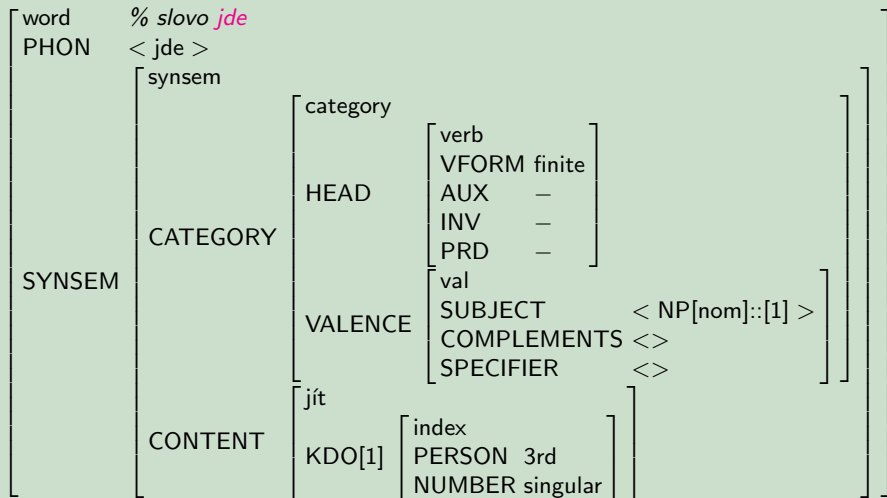 word % slovo jde
PHON < jde >
synsem
category
verb
VFORM finite
HEAD AUX −
INV −
CATEGORY PRD −
SYNSEM val
SUBJECT < NP[nom]::[1] >
VALENCE COMPLEMENTS <>
SPECIFIER <>
jít
CONTENT index
KDO[1] PERSON 3rd
NUMBER singular